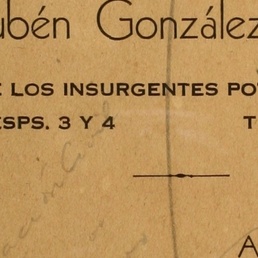 ubén González
E LOS INSURGENTES PO
ESPS. 3 Y 4 T
A